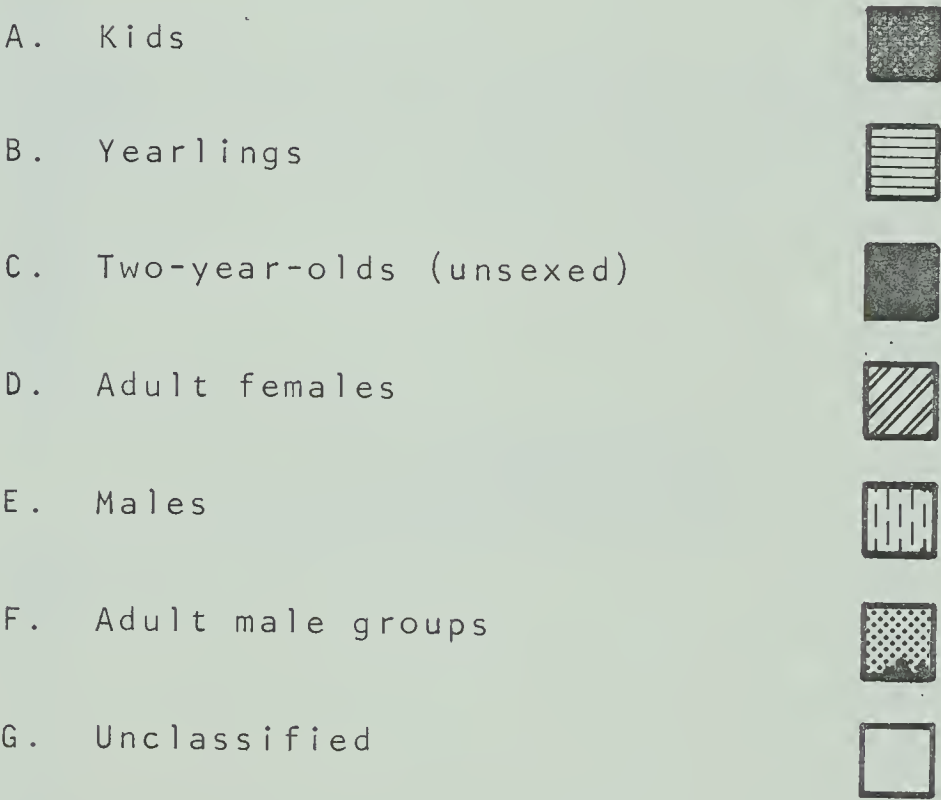 A. Kids
B. Yearlings
C. Two-year-olds (unsexed)
D. Adult females
E. Males
F. Adult male groups
G. Unclassified